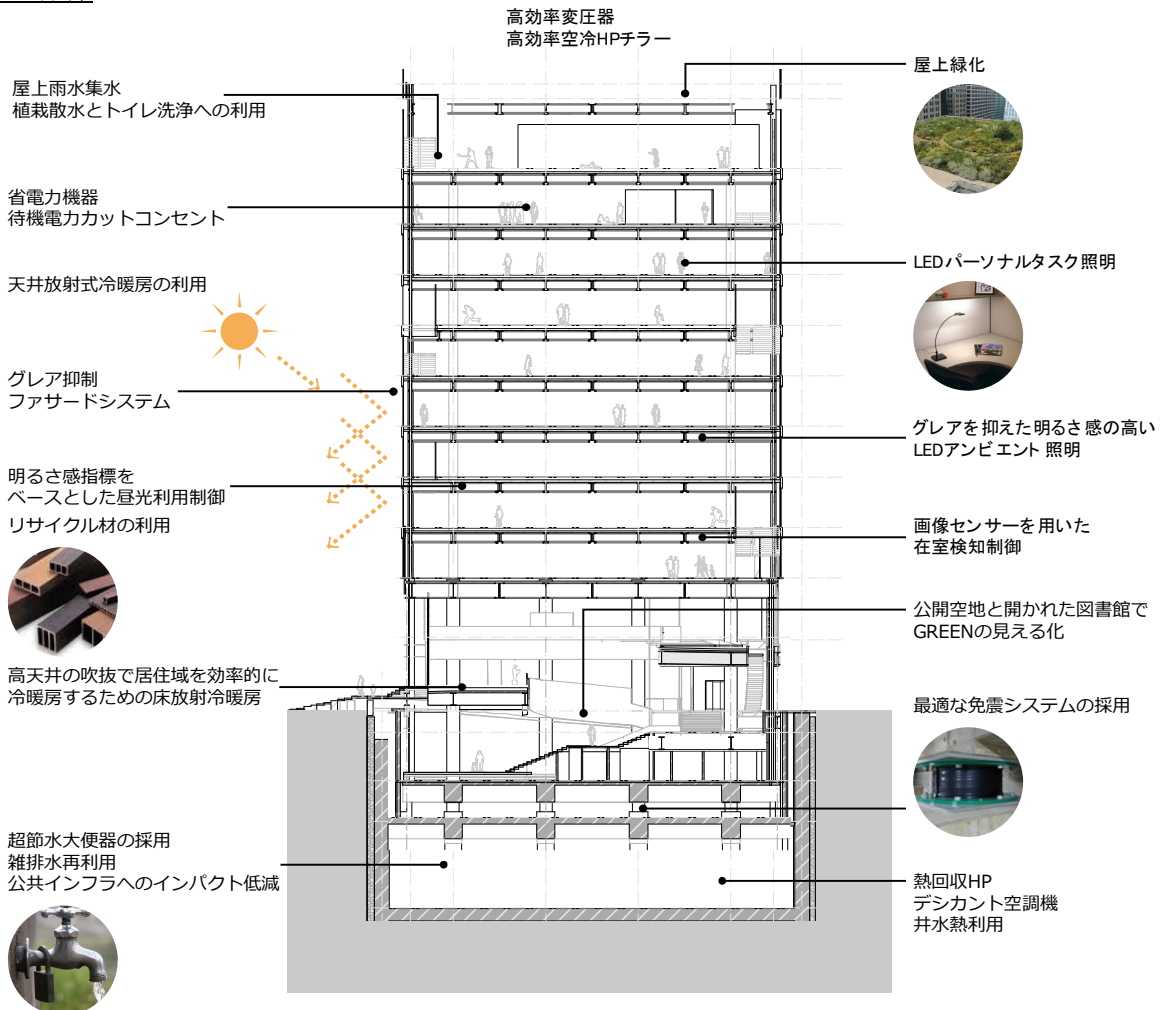 高効率変圧器
高効率空冷HPチラー
屋上雨水集水
植栽散水とトイレ洗浄への利用
省電力機器
待機電力カットコンセント
天井放射式冷暖房の利用
グレア抑制
ファサードシステム
明るさ感指標を
ベースとした昼光利用制御
リサイクル材の利用
高天井の吹抜で居住域を効率的に
冷暖房するための床放射冷暖房
超節水大便器の採用
雑排水再利用
公共インフラへのインパクト低減
屋上緑化
LEDパーソナルタスク照明
グレアを抑えた明るさ感の高い
LEDアンビエント照明
画像センサーを用いた
在室検知制御
公開空地と開かれた図書館で
GREENの見える化
最適な免震システムの採用
熱回収HP
デシカント空調機
井水熱利用